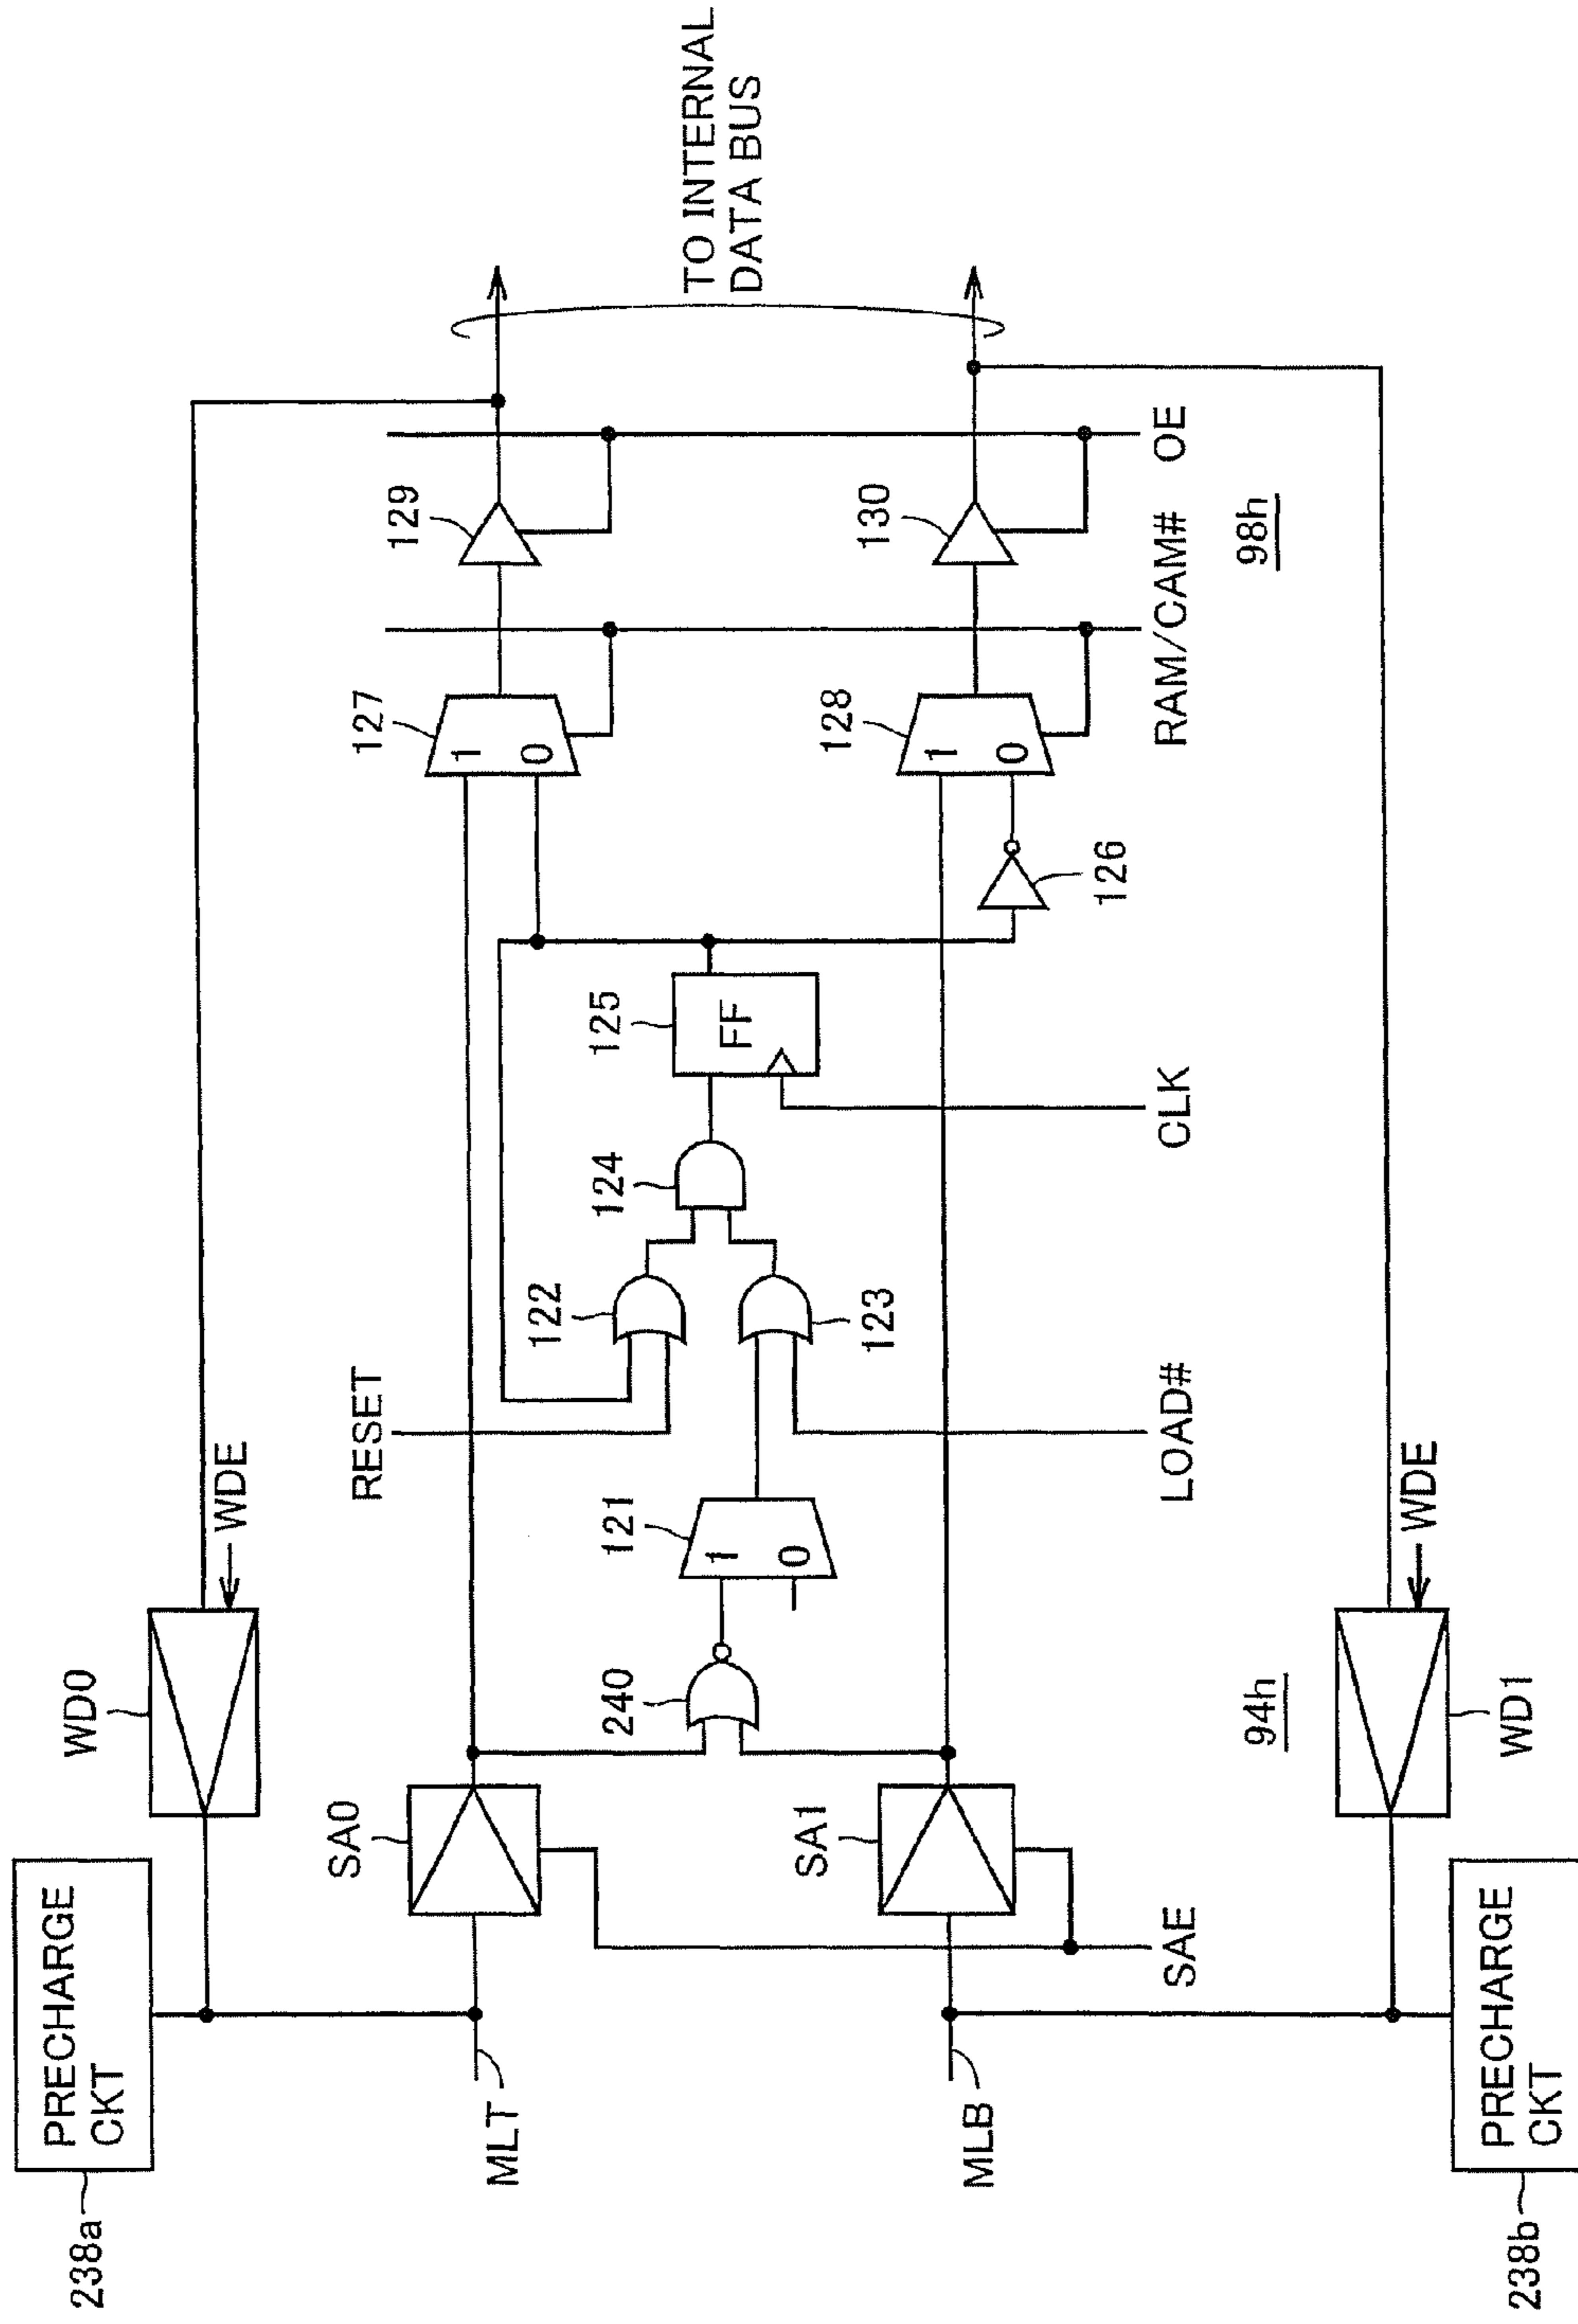 238a
PRECHARGE
CKT
WD0
WDE
TO INTERNAL
DATA BUS
MLT
SA0
RESET
127
1
0
129
240
121
1
0
122
123
124
125
FF
126
MLB
SA1
128
1
0
130
SAE
LOAD#
CLK
RAM/CAM#
OE
94h
98h
238b
PRECHARGE
CKT
WD1
WDE